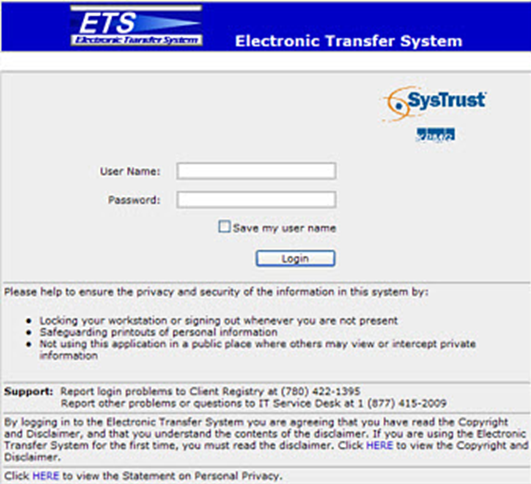 ETS
Electronic Transfer System
Electronic Transfer System
SysTrust
User Name:
Password:
Save my user name
Login
Please help to ensure the privacy and security of the information in this system by:
• Locking your workstation or signing out whenever you are not present
• Safeguarding printouts of personal information
• Not using this application in a public place where others may view or intercept private
information
Support: Report login problems to Client Registry at (780) 422-1395
Report other problems or questions to IT Service Desk at 1 (877) 415-2009
By logging in to the Electronic Transfer System you are agreeing that you have read the Copyright
and Disclaimer, and that you understand the contents of the disclaimer. If you are using the Electronic
Transfer System for the first time, you must read the disclaimer. Click HERE to view the Copyright and
Disclaimer.
Click HERE to view the Statement on Personal Privacy.